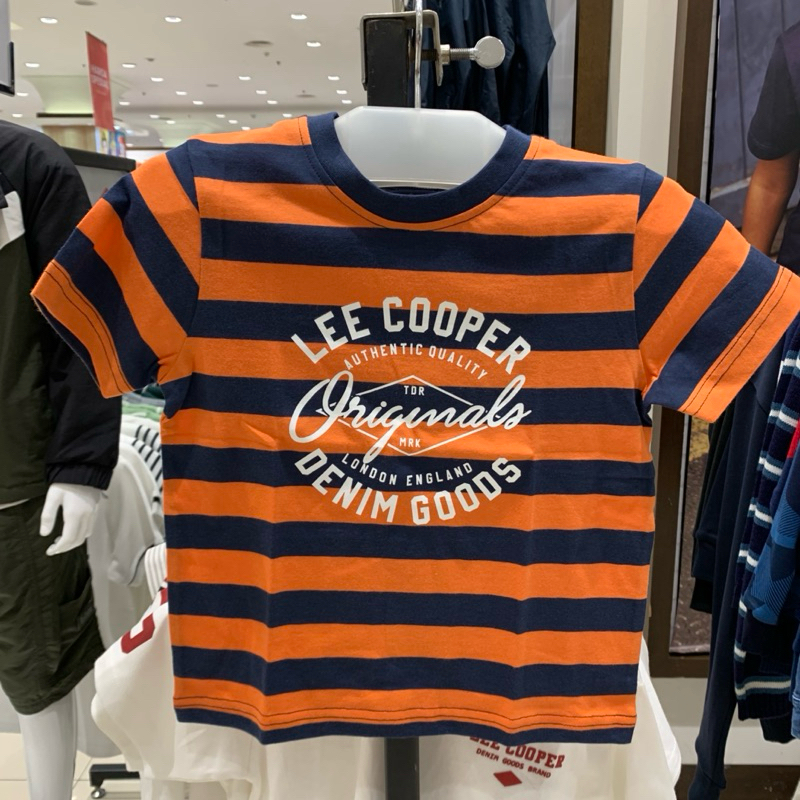 LEE COOPER
AUTHENTIC QUALITY
TDR
Originals
MRK
LONDON ENGLAND
DENIM GOODS
LEE COOPER
DENIM GOODS BRAND